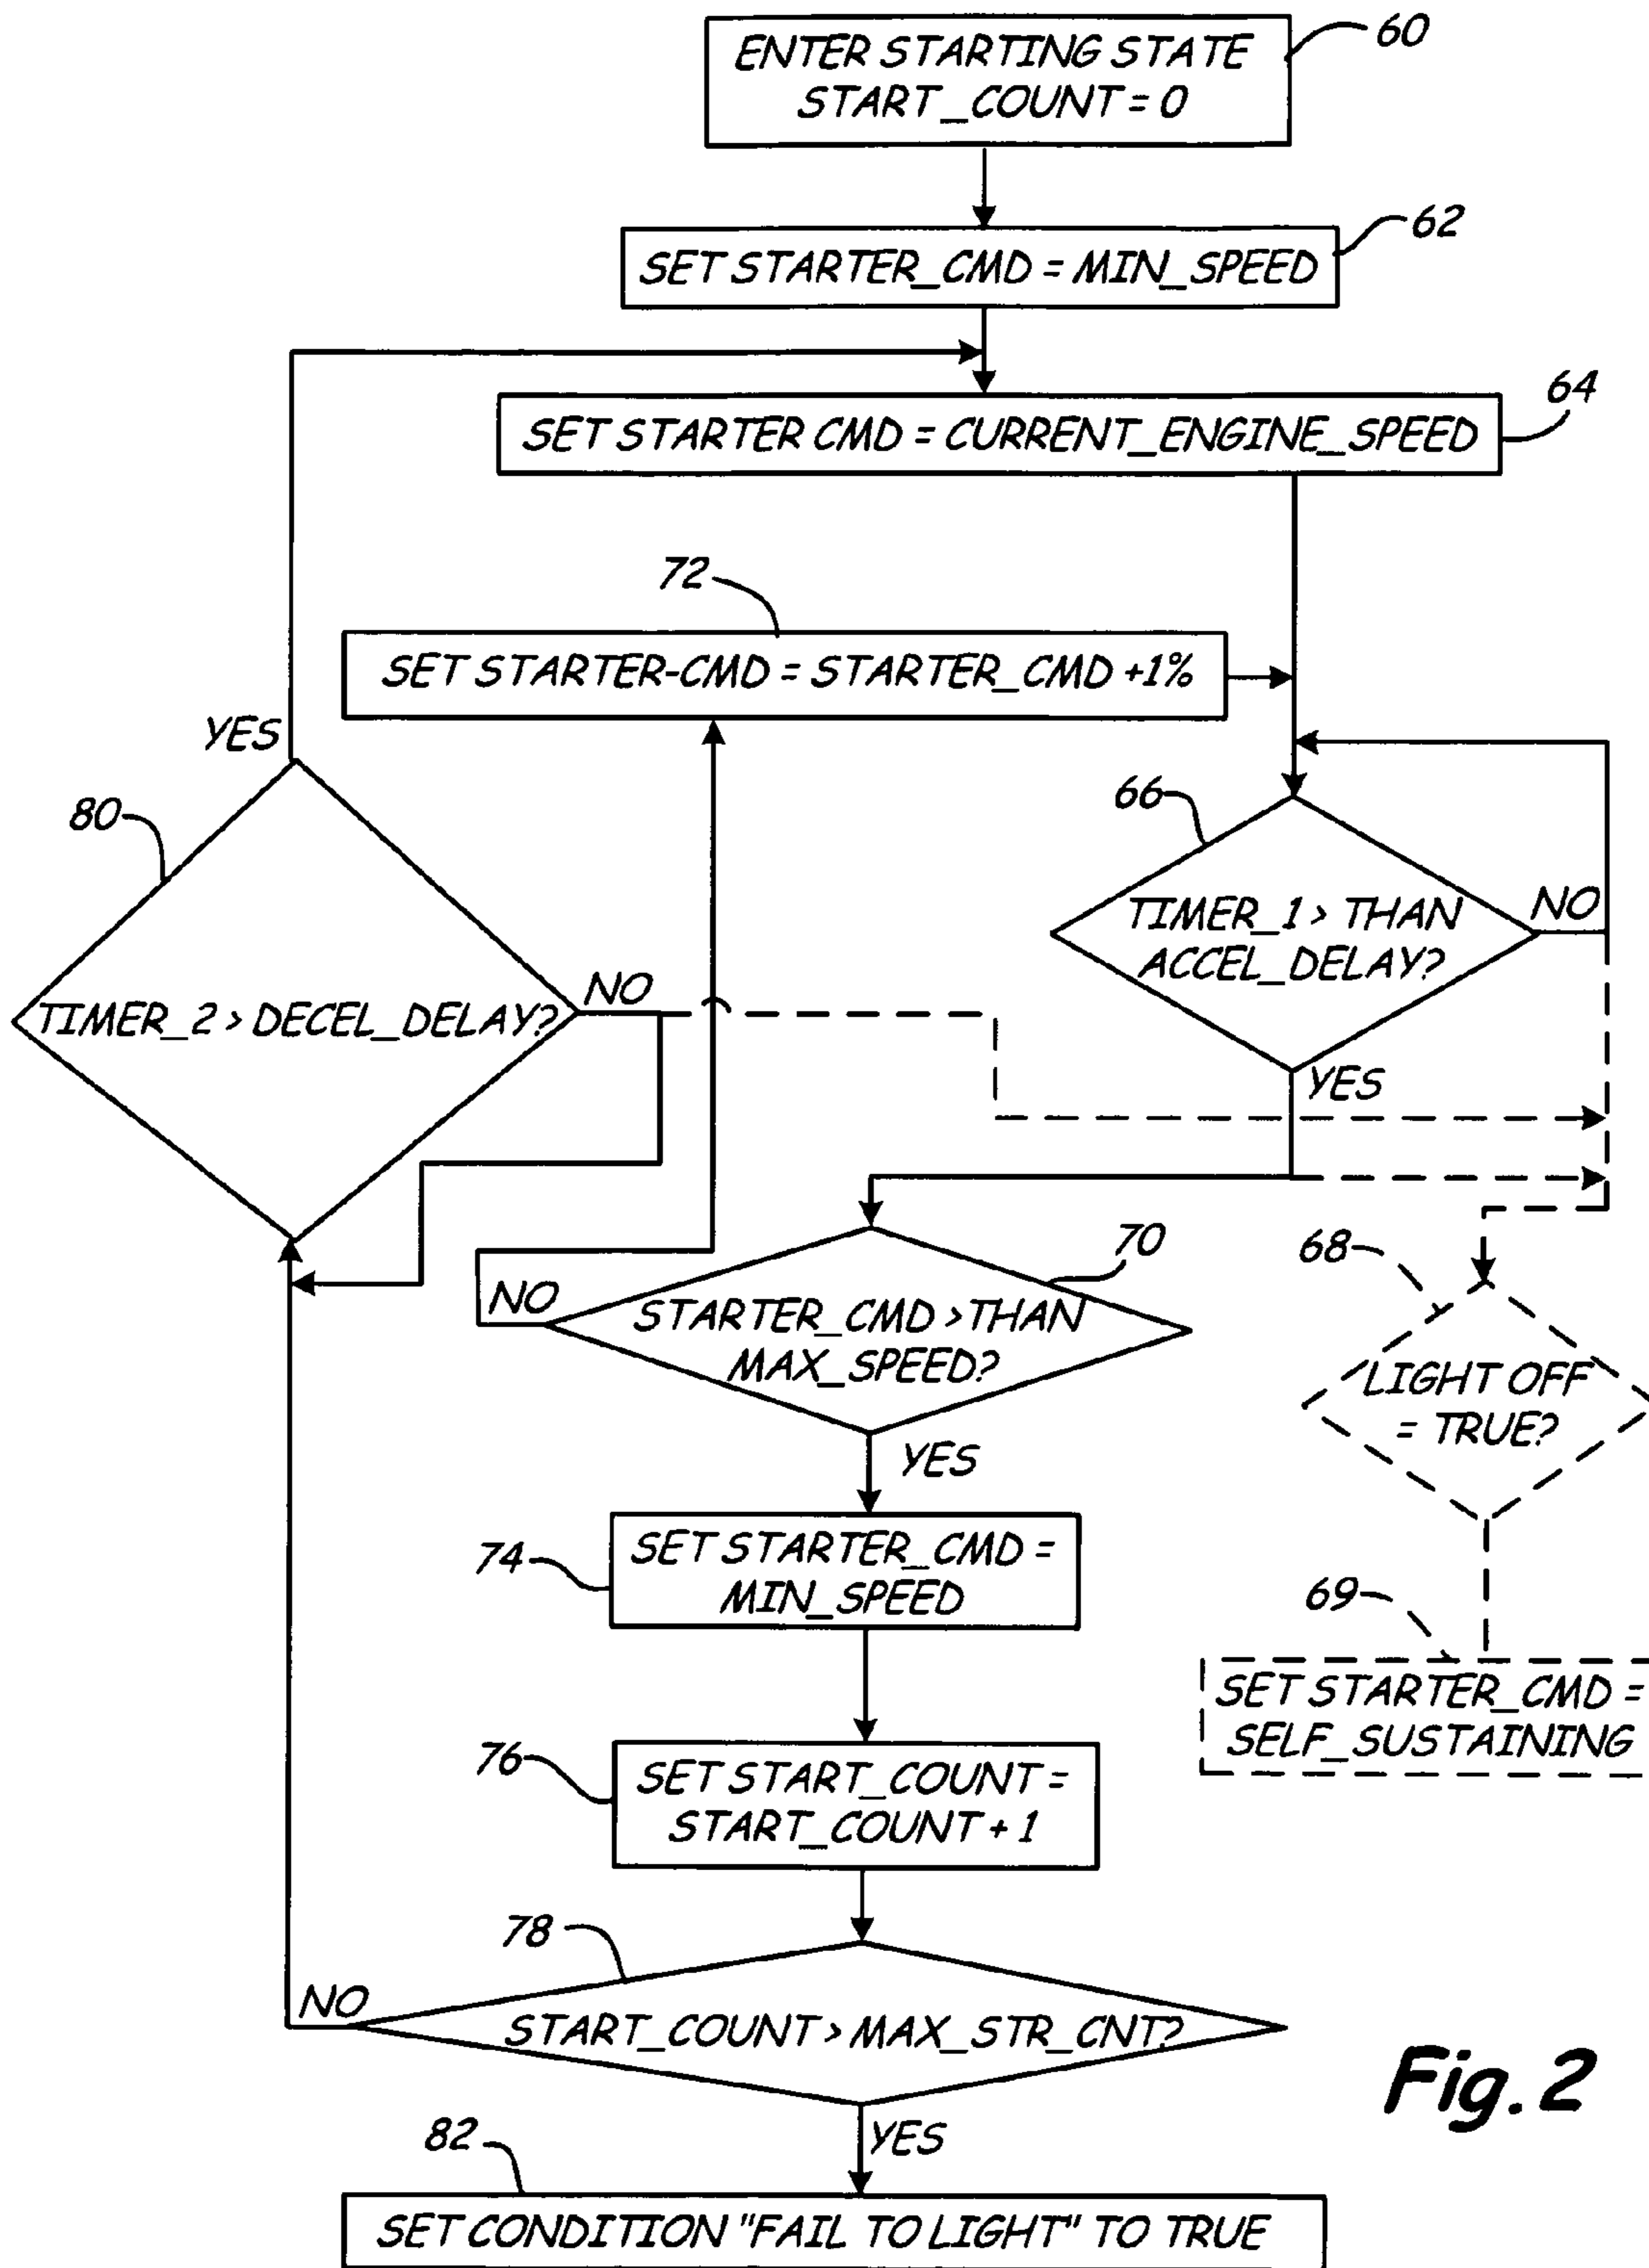 60
ENTER STARTING STATE
START_COUNT = 0
62
SET STARTER_CMD = MIN_SPEED
64
SET STARTER CMD = CURRENT_ENGINE_SPEED
72
SET STARTER-CMD = STARTER_CMD +1%
YES
80
66
TIMER_1 > THAN
ACCEL_DELAY?
NO
NO
TIMER_2 > DECEL_DELAY?
YES
70
68
NO
STARTER_CMD > THAN
MAX_SPEED?
LIGHT OFF
= TRUE?
YES
74
SET STARTER_CMD =
MIN_SPEED
69
SET STARTER_CMD =
SELF_SUSTAINING
76
SET START_COUNT =
START_COUNT + 1
78
NO
START_COUNT > MAX_STR_CNT?
Fig. 2
YES
82
SET CONDITION "FAIL TO LIGHT" TO TRUE